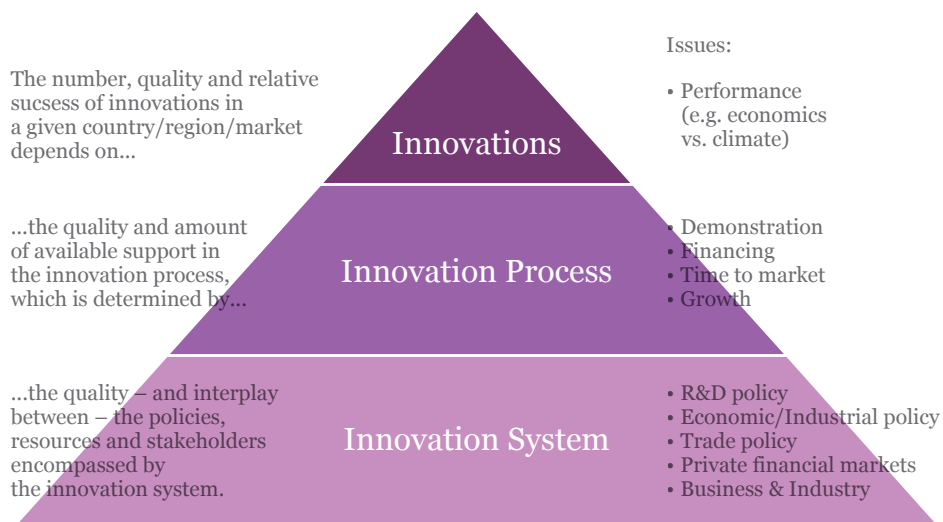 The number, quality and relative
sucsess of innovations in
a given country/region/market
depends on...
Innovations
Issues:
• Performance
(e.g. economics
vs. climate)
...the quality and amount
of available support in
the innovation process,
which is determined by...
Innovation Process
• Demonstration
• Financing
• Time to market
• Growth
...the quality – and interplay
between – the policies,
resources and stakeholders
encompassed by
the innovation system.
Innovation System
• R&D policy
• Economic/Industrial policy
• Trade policy
• Private financial markets
• Business & Industry